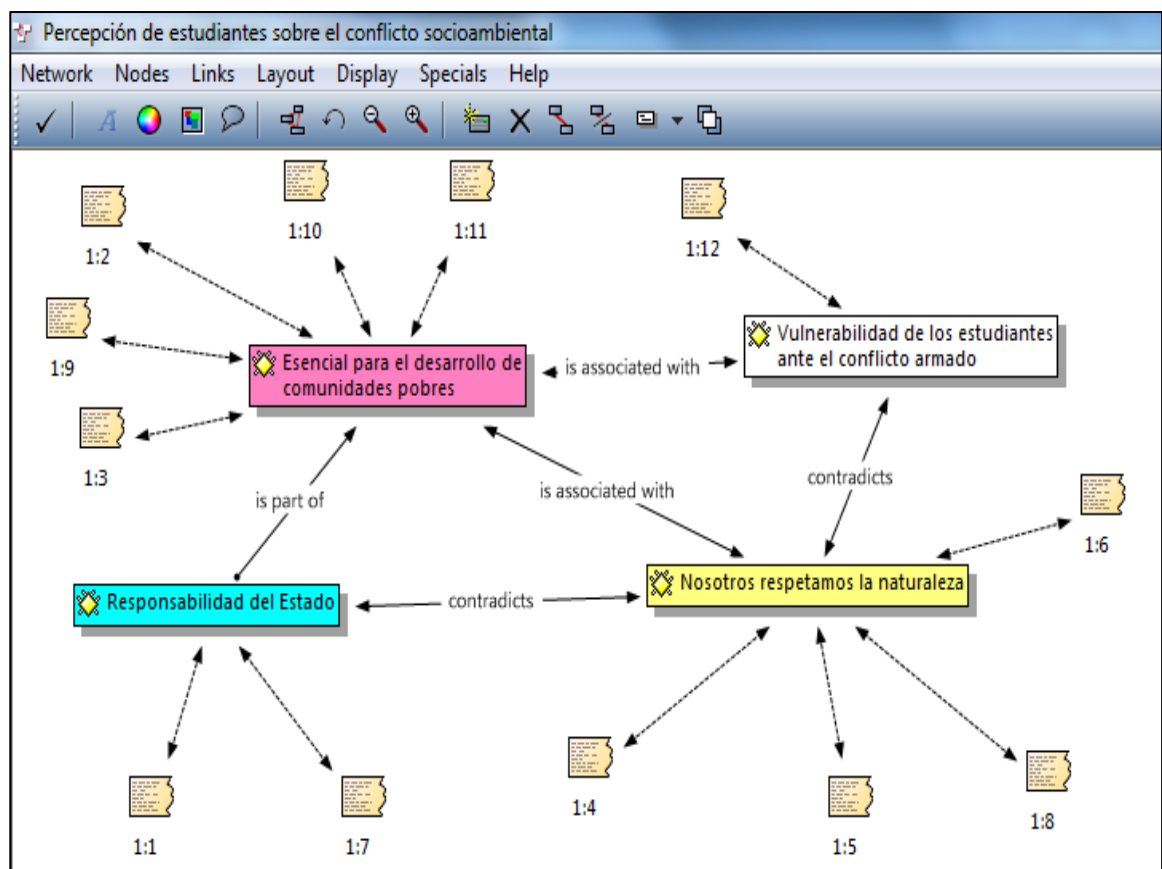 Percepción de estudiantes sobre el conflicto socioambiental
Network Nodes Links Layout Display Specials Help
A
1:10
1:11
1:2
1:12
1:9
1:3
Esencial para el desarrollo de
comunidades pobres
is associated with
Vulnerabilidad de los estudiantes
ante el conflicto armado
is part of
is associated with
contradicts
1:6
Responsabilidad del Estado
contradicts
Nosotros respetamos la naturaleza
1:1
1:7
1:4
1:5
1:8